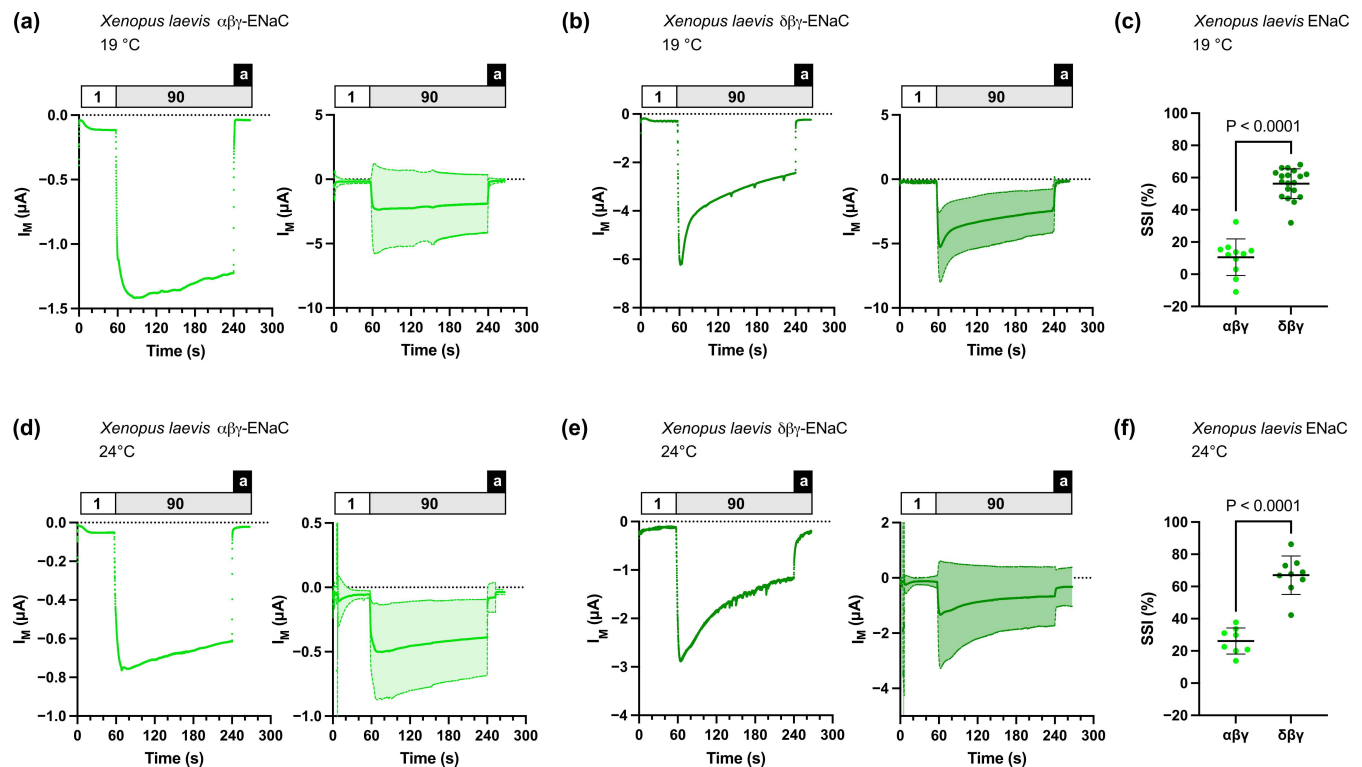 (a)
Xenopus laevis αβγ-ENaC
19 °C
a
1 90
0.0
−0.5
−1.0
−1.5
I_M (µA)
0 60 120 180 240 300
Time (s)
a
1 90
5
0
−5
−10
I_M (µA)
0 60 120 180 240 300
Time (s)
(b)
Xenopus laevis δβγ-ENaC
19 °C
a
1 90
0
−2
−4
−6
−8
I_M (µA)
0 60 120 180 240 300
Time (s)
a
1 90
5
0
−5
−10
I_M (µA)
0 60 120 180 240 300
Time (s)
(c)
Xenopus laevis ENaC
19 °C
P < 0.0001
100
80
60
40
20
0
−20
SSI (%)
αβγ δβγ
(d)
Xenopus laevis αβγ-ENaC
24°C
a
1 90
0.0
−0.2
−0.4
−0.6
−0.8
−1.0
I_M (µA)
0 60 120 180 240 300
Time (s)
a
1 90
0.5
0.0
−0.5
−1.0
I_M (µA)
0 60 120 180 240 300
Time (s)
(e)
Xenopus laevis δβγ-ENaC
24°C
a
1 90
0
−1
−2
−3
−4
I_M (µA)
0 60 120 180 240 300
Time (s)
a
1 90
2
0
−2
−4
I_M (µA)
0 60 120 180 240 300
Time (s)
(f)
Xenopus laevis ENaC
24°C
P < 0.0001
100
80
60
40
20
0
−20
SSI (%)
αβγ δβγ